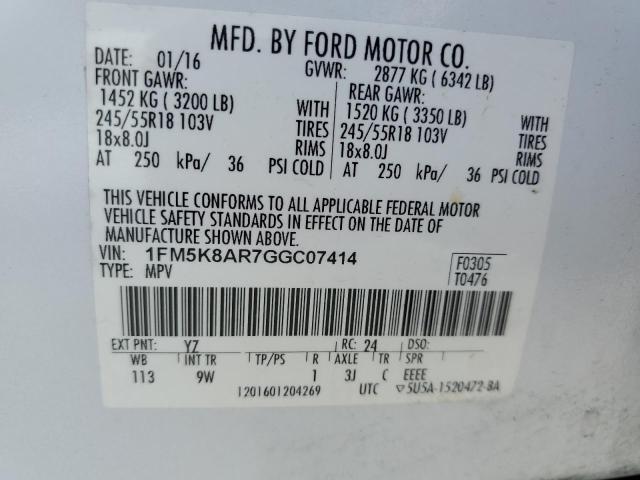 MFD. BY FORD MOTOR CO.
DATE: 01/16 GVWR: 2877 KG ( 6342 LB)
FRONT GAWR: REAR GAWR:
1452 KG ( 3200 LB) WITH 1520 KG ( 3350 LB) WITH
245/55R18 103V TIRES 245/55R18 103V TIRES
18x8.0J RIMS 18x8.0J RIMS
AT 250 kPa/ 36 PSI COLD AT 250 kPa/ 36 PSI COLD
THIS VEHICLE CONFORMS TO ALL APPLICABLE FEDERAL MOTOR
VEHICLE SAFETY STANDARDS IN EFFECT ON THE DATE OF
MANUFACTURE SHOWN ABOVE.
VIN: 1FM5K8AR7GGC07414 F0305
TYPE: MPV T0476
EXT PNT: YZ RC: 24 DSO:
WB INT TR TP/PS R AXLE TR SPR
113 9W 1 3J C EEEE
1201601204269 UTC ▽5U5A-1520472-BA